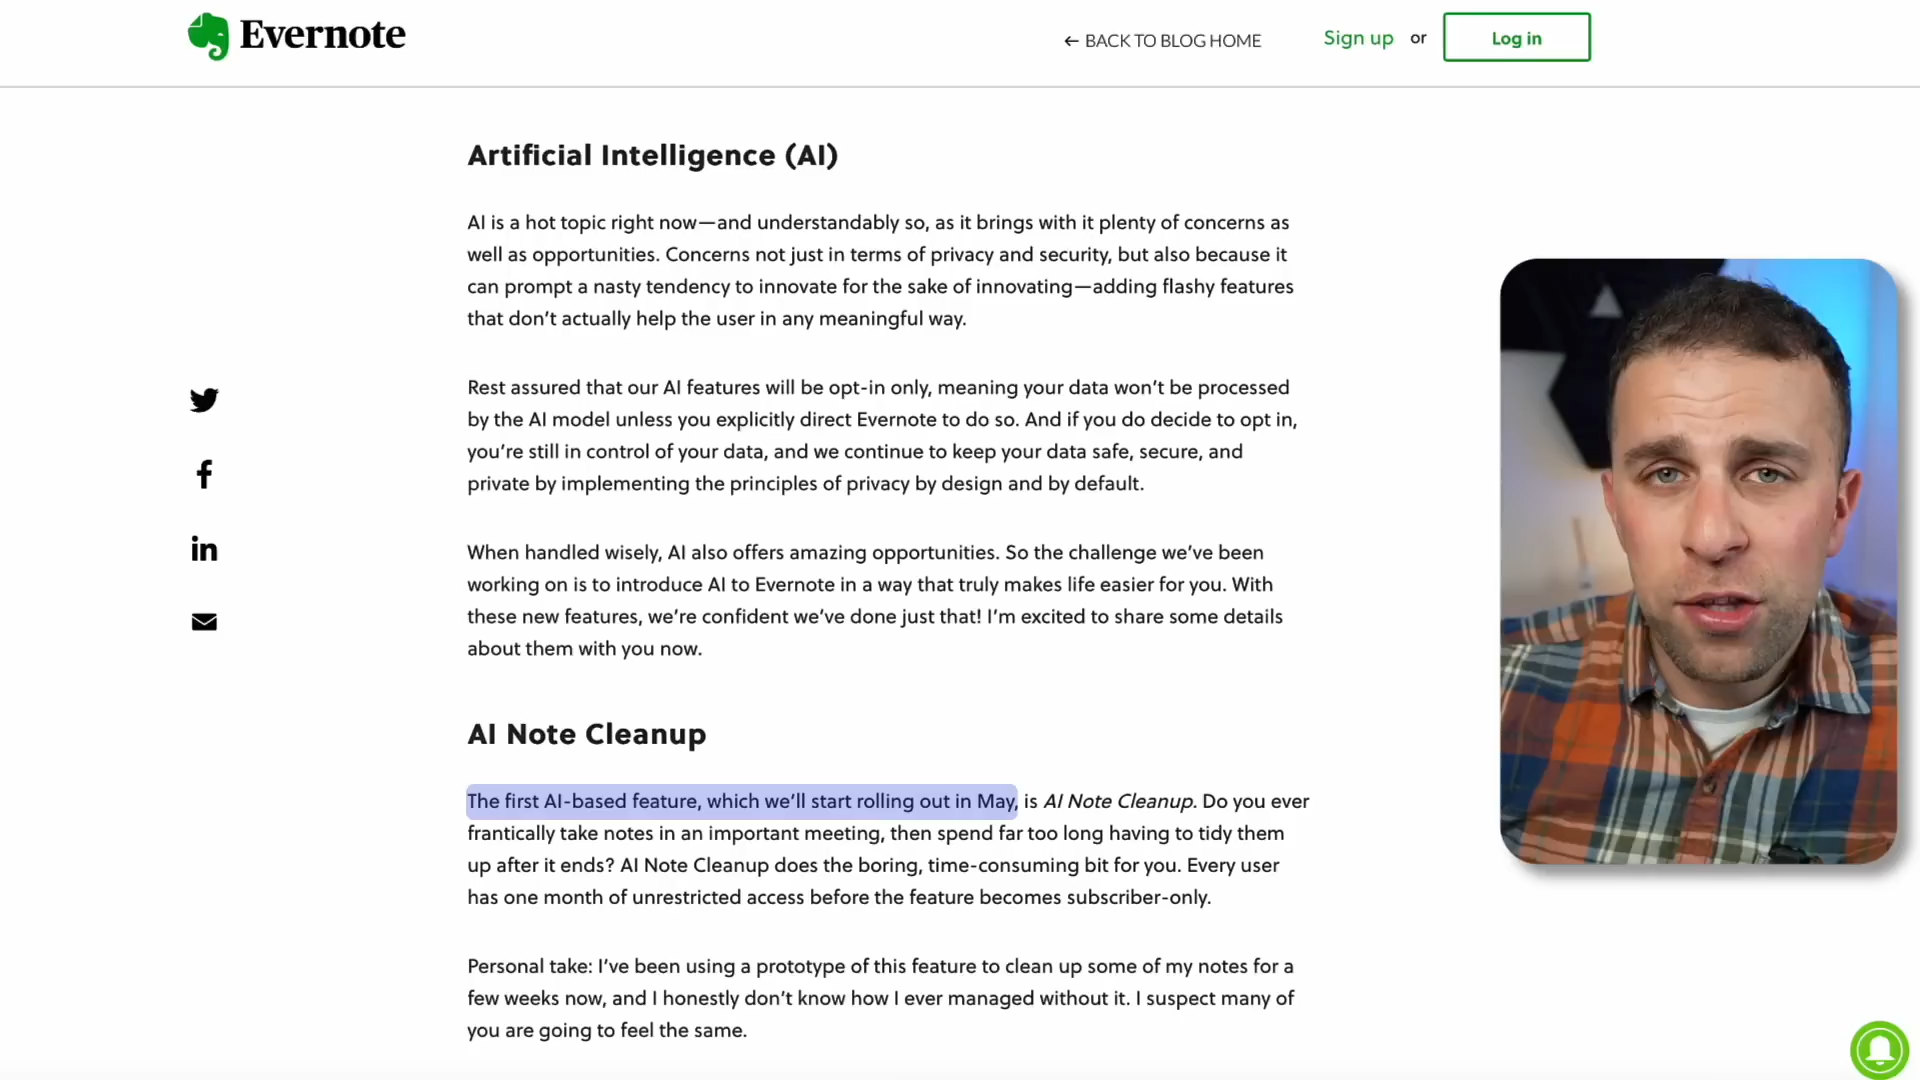 Evernote
← BACK TO BLOG HOME
Sign up or Log in
Artificial Intelligence (AI)
AI is a hot topic right now—and understandably so, as it brings with it plenty of concerns as
well as opportunities. Concerns not just in terms of privacy and security, but also because it
can prompt a nasty tendency to innovate for the sake of innovating—adding flashy features
that don’t actually help the user in any meaningful way.
Rest assured that our AI features will be opt-in only, meaning your data won’t be processed
by the AI model unless you explicitly direct Evernote to do so. And if you do decide to opt in,
you’re still in control of your data, and we continue to keep your data safe, secure, and
private by implementing the principles of privacy by design and by default.
When handled wisely, AI also offers amazing opportunities. So the challenge we’ve been
working on is to introduce AI to Evernote in a way that truly makes life easier for you. With
these new features, we’re confident we’ve done just that! I’m excited to share some details
about them with you now.
AI Note Cleanup
The first AI-based feature, which we’ll start rolling out in May, is AI Note Cleanup. Do you ever
frantically take notes in an important meeting, then spend far too long having to tidy them
up after it ends? AI Note Cleanup does the boring, time-consuming bit for you. Every user
has one month of unrestricted access before the feature becomes subscriber-only.
Personal take: I’ve been using a prototype of this feature to clean up some of my notes for a
few weeks now, and I honestly don’t know how I ever managed without it. I suspect many of
you are going to feel the same.